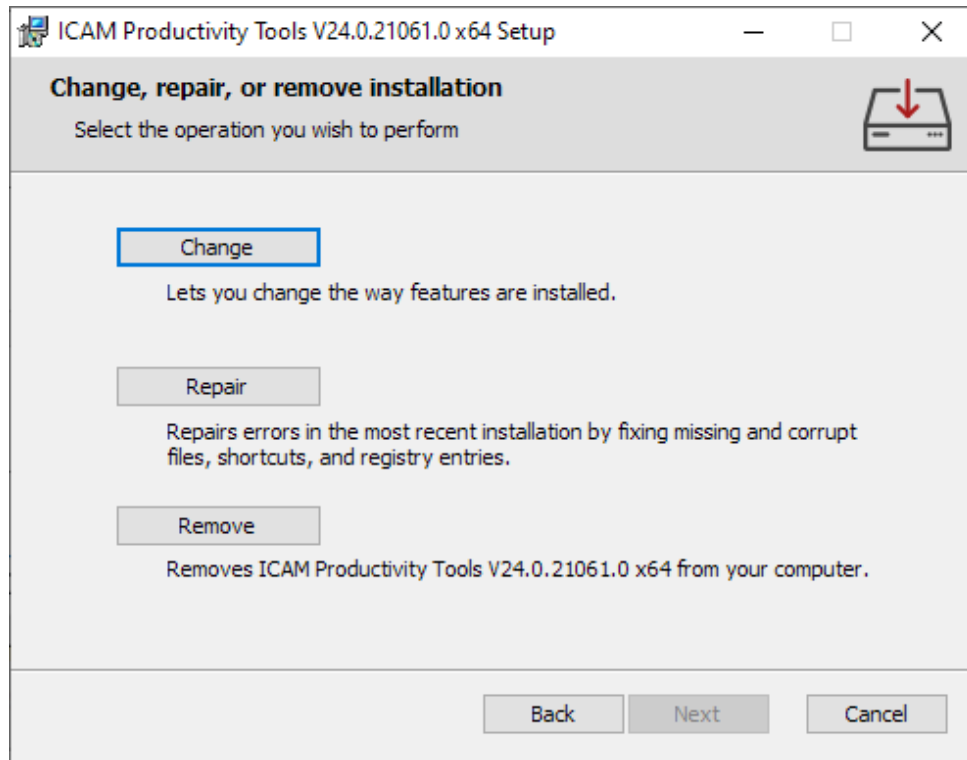 ICAM Productivity Tools V24.0.21061.0 x64 Setup
Change, repair, or remove installation
Select the operation you wish to perform
Change
Lets you change the way features are installed.
Repair
Repairs errors in the most recent installation by fixing missing and corrupt
files, shortcuts, and registry entries.
Remove
Removes ICAM Productivity Tools V24.0.21061.0 x64 from your computer.
Back
Next
Cancel